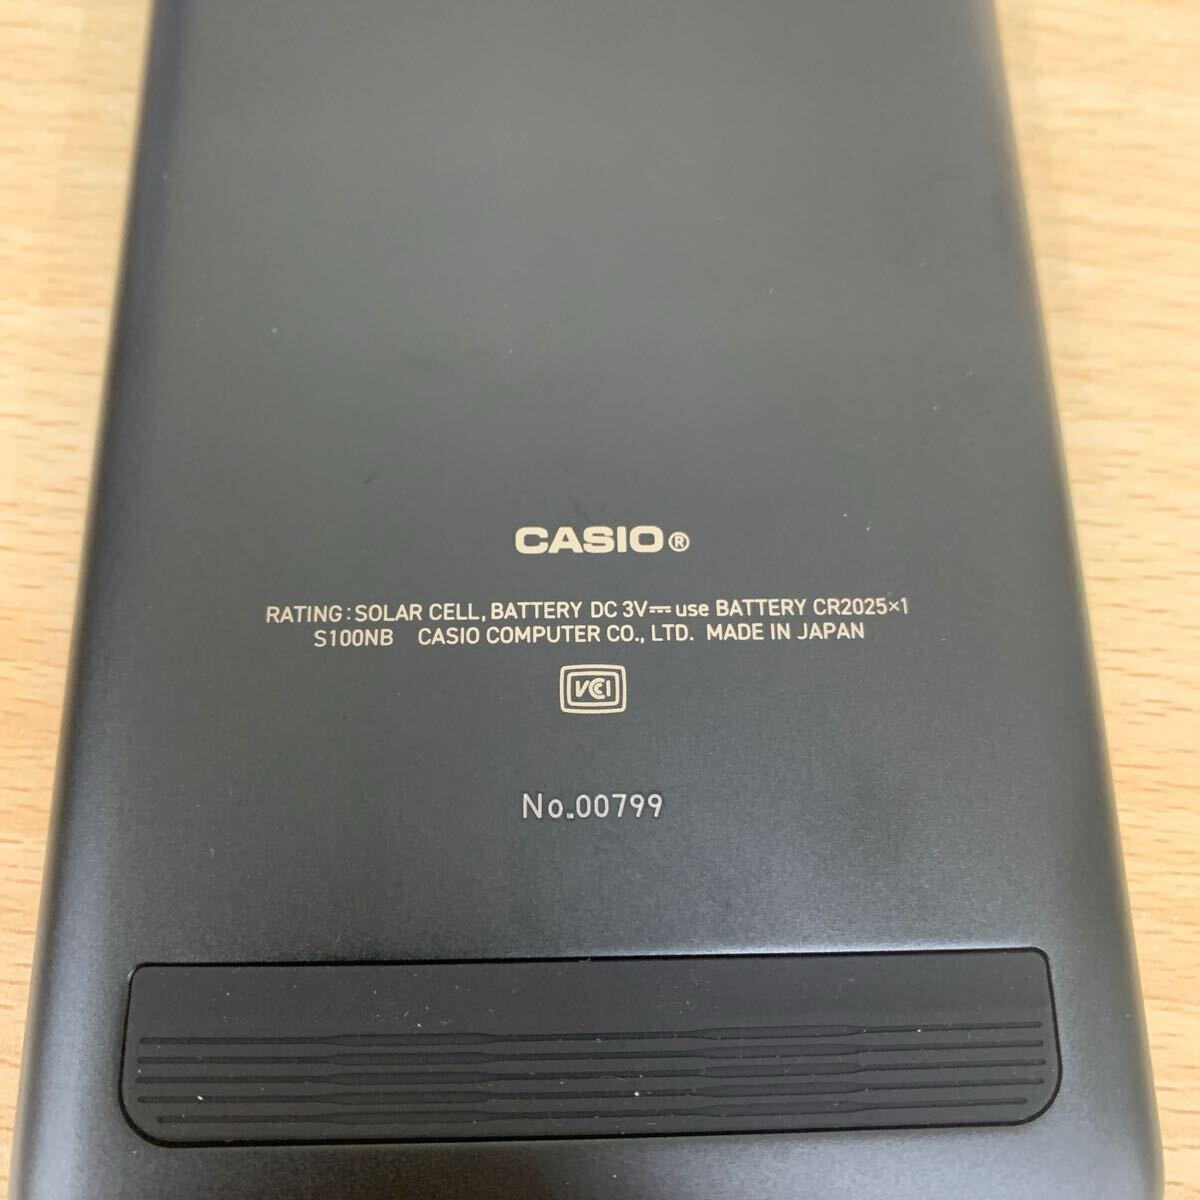 CASIO®
RATING:SOLAR CELL, BATTERY DC 3V⎓use BATTERY CR2025×1
S100NB CASIO COMPUTER CO., LTD. MADE IN JAPAN
VCCI
No.00799